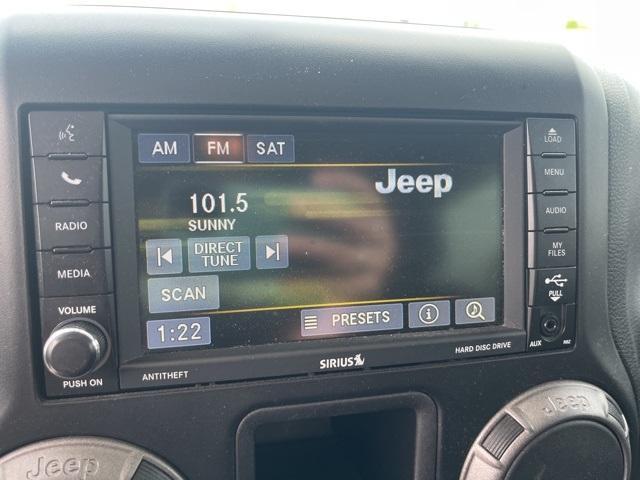 AM FM SAT
Jeep
101.5
SUNNY
DIRECT
TUNE
SCAN
1:22
PRESETS
RADIO
MEDIA
VOLUME
PUSH ON
LOAD
MENU
AUDIO
MY
FILES
PULL
AUX
RBZ
ANTITHEFT
SIRIUS
HARD DISC DRIVE
Jeep
Jeep